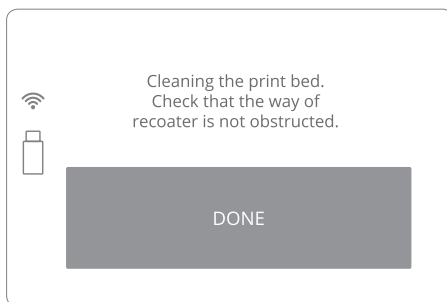 Cleaning the print bed.
Check that the way of
recoater is not obstructed.
DONE